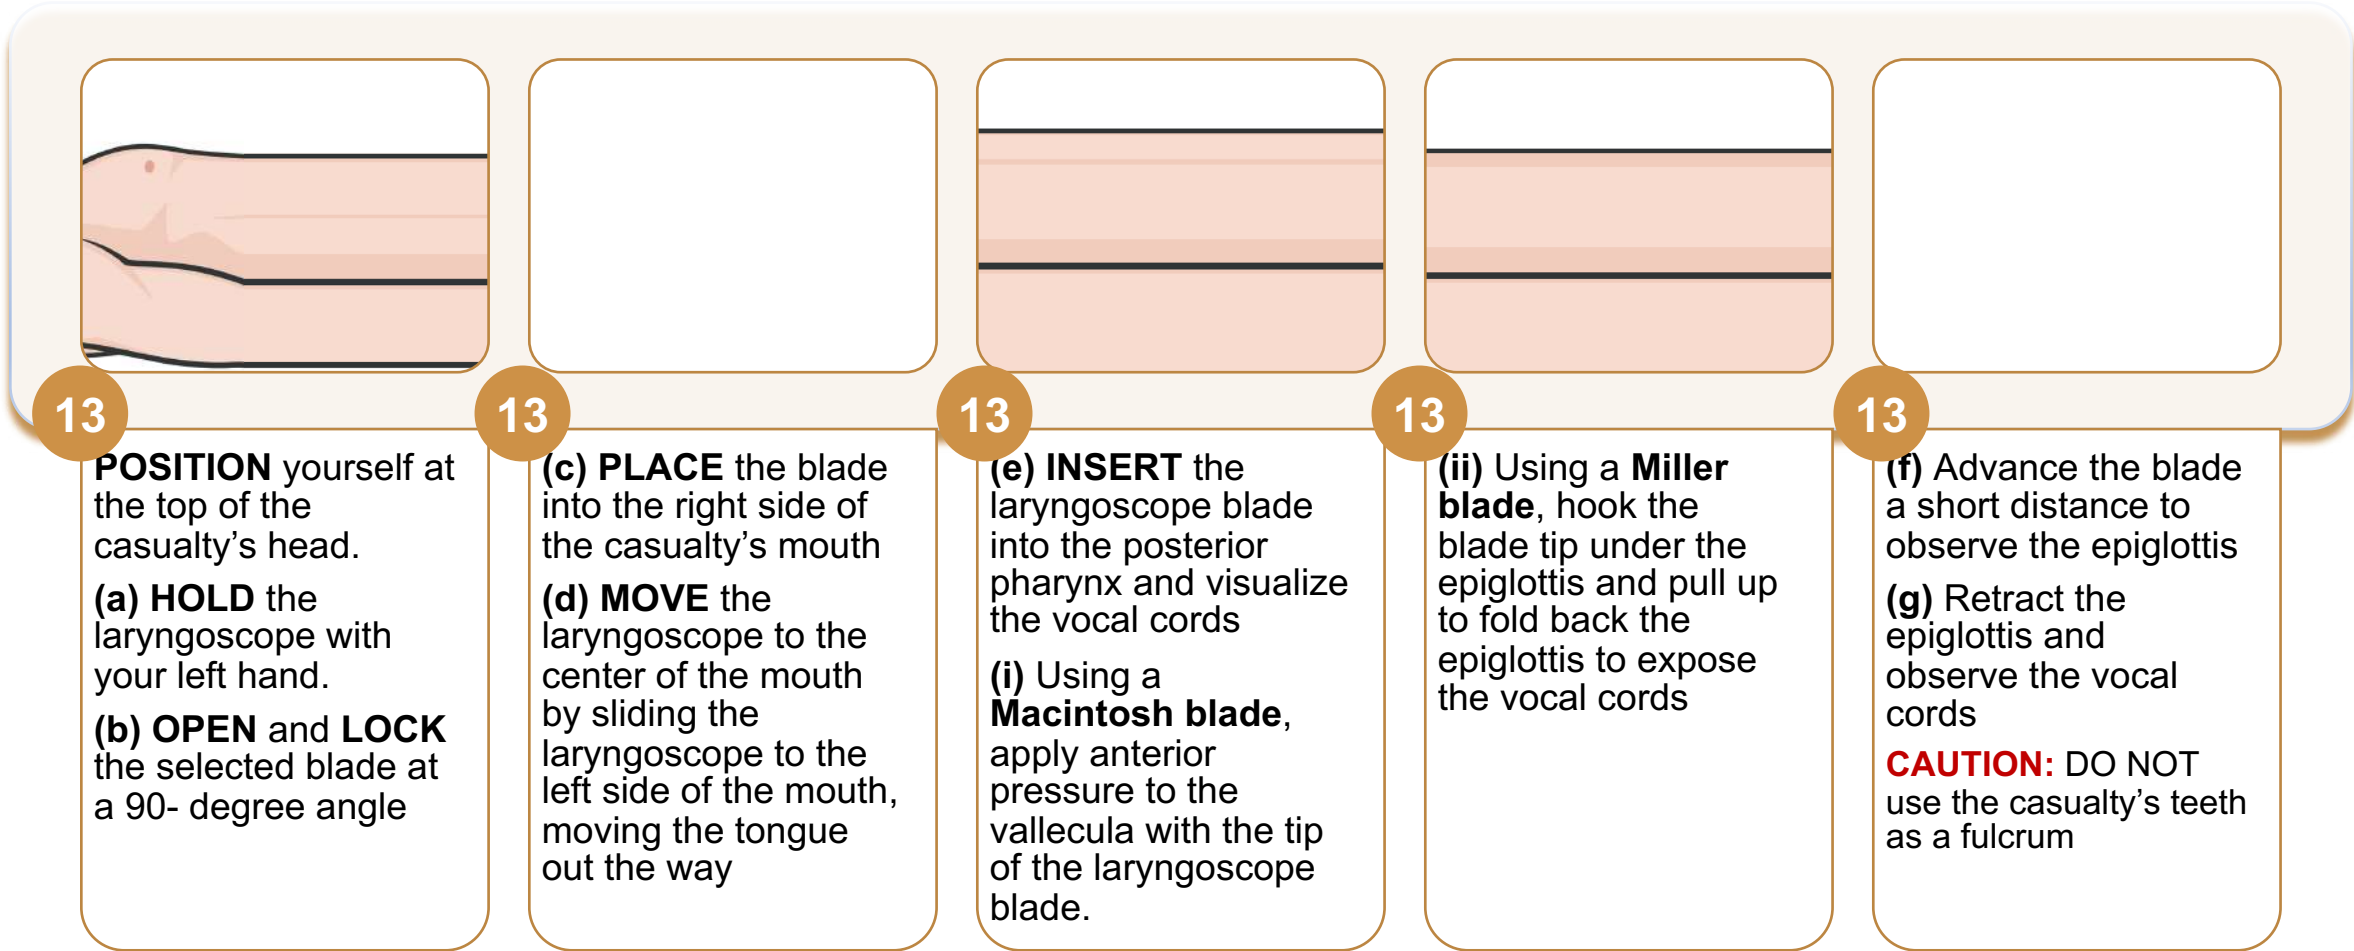 13
POSITION yourself at
the top of the
casualty’s head.
(a) HOLD the
laryngoscope with
your left hand.
(b) OPEN and LOCK
the selected blade at
a 90- degree angle
13
(c) PLACE the blade
into the right side of
the casualty’s mouth
(d) MOVE the
laryngoscope to the
center of the mouth
by sliding the
laryngoscope to the
left side of the mouth,
moving the tongue
out the way
13
(e) INSERT the
laryngoscope blade
into the posterior
pharynx and visualize
the vocal cords
(i) Using a
Macintosh blade,
apply anterior
pressure to the
vallecula with the tip
of the laryngoscope
blade.
13
(ii) Using a Miller
blade, hook the
blade tip under the
epiglottis and pull up
to fold back the
epiglottis to expose
the vocal cords
13
(f) Advance the blade
a short distance to
observe the epiglottis
(g) Retract the
epiglottis and
observe the vocal
cords
CAUTION: DO NOT
use the casualty’s teeth
as a fulcrum